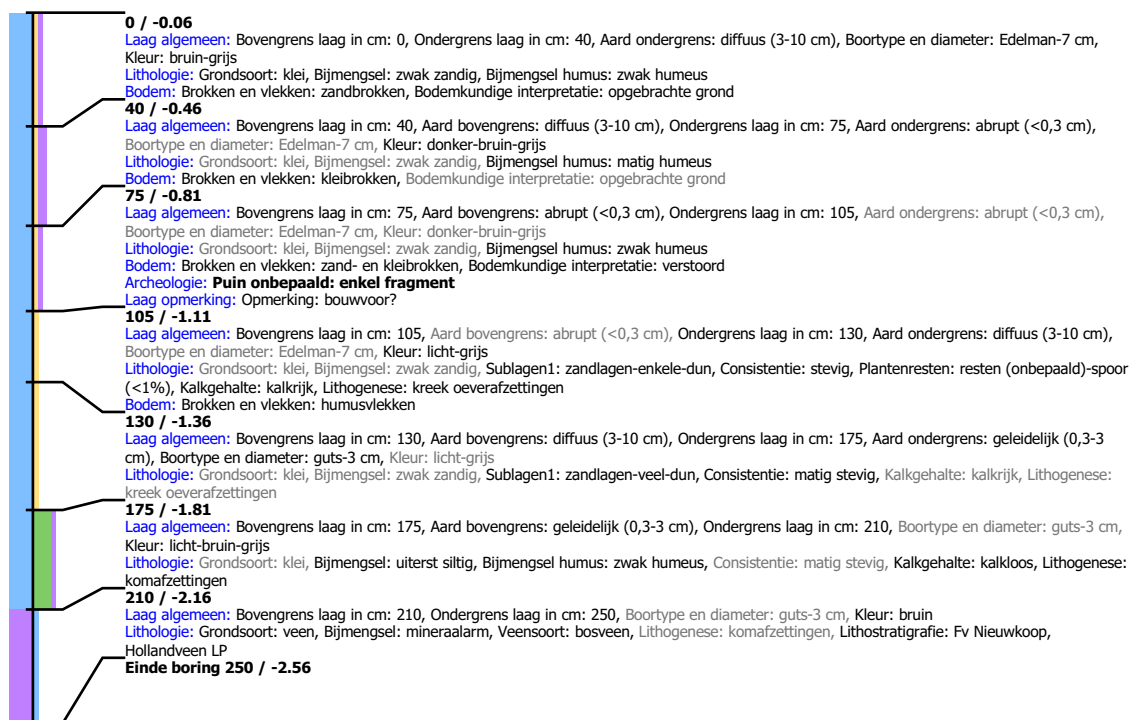 0 / -0.06
Laag algemeen: Bovengrens laag in cm: 0, Ondergrens laag in cm: 40, Aard ondergrens: diffuus (3-10 cm), Boortype en diameter: Edelman-7 cm,
Kleur: bruin-grijs
Lithologie: Grondsoort: klei, Bijmengsel: zwak zandig, Bijmengsel humus: zwak humeus
Bodem: Brokken en vlekken: zandbrokken, Bodemkundige interpretatie: opgebrachte grond
40 / -0.46
Laag algemeen: Bovengrens laag in cm: 40, Aard bovengrens: diffuus (3-10 cm), Ondergrens laag in cm: 75, Aard ondergrens: abrupt (<0,3 cm),
Boortype en diameter: Edelman-7 cm, Kleur: donker-bruin-grijs
Lithologie: Grondsoort: klei, Bijmengsel: zwak zandig, Bijmengsel humus: matig humeus
Bodem: Brokken en vlekken: kleibrokken, Bodemkundige interpretatie: opgebrachte grond
75 / -0.81
Laag algemeen: Bovengrens laag in cm: 75, Aard bovengrens: abrupt (<0,3 cm), Ondergrens laag in cm: 105, Aard ondergrens: abrupt (<0,3 cm),
Boortype en diameter: Edelman-7 cm, Kleur: donker-bruin-grijs
Lithologie: Grondsoort: klei, Bijmengsel: zwak zandig, Bijmengsel humus: zwak humeus
Bodem: Brokken en vlekken: zand- en kleibrokken, Bodemkundige interpretatie: verstoord
Archeologie: Puin onbepaald: enkel fragment
Laag opmerking: Opmerking: bouwvoor?
105 / -1.11
Laag algemeen: Bovengrens laag in cm: 105, Aard bovengrens: abrupt (<0,3 cm), Ondergrens laag in cm: 130, Aard ondergrens: diffuus (3-10 cm),
Boortype en diameter: Edelman-7 cm, Kleur: licht-grijs
Lithologie: Grondsoort: klei, Bijmengsel: zwak zandig, Sublagen1: zandlagen-enkele-dun, Consistentie: stevig, Plantenresten: resten (onbepaald)-spoor
(<1%), Kalkgehalte: kalkrijk, Lithogenese: kreek oeverafzettingen
Bodem: Brokken en vlekken: humusvlekken
130 / -1.36
Laag algemeen: Bovengrens laag in cm: 130, Aard bovengrens: diffuus (3-10 cm), Ondergrens laag in cm: 175, Aard ondergrens: geleidelijk (0,3-3
cm), Boortype en diameter: guts-3 cm, Kleur: licht-grijs
Lithologie: Grondsoort: klei, Bijmengsel: zwak zandig, Sublagen1: zandlagen-veel-dun, Consistentie: matig stevig, Kalkgehalte: kalkrijk, Lithogenese:
kreek oeverafzettingen
175 / -1.81
Laag algemeen: Bovengrens laag in cm: 175, Aard bovengrens: geleidelijk (0,3-3 cm), Ondergrens laag in cm: 210, Boortype en diameter: guts-3 cm,
Kleur: licht-bruin-grijs
Lithologie: Grondsoort: klei, Bijmengsel: uiterst siltig, Bijmengsel humus: zwak humeus, Consistentie: matig stevig, Kalkgehalte: kalkloos, Lithogenese:
komafzettingen
210 / -2.16
Laag algemeen: Bovengrens laag in cm: 210, Ondergrens laag in cm: 250, Boortype en diameter: guts-3 cm, Kleur: bruin
Lithologie: Grondsoort: veen, Bijmengsel: mineraalarm, Veensoort: bosveen, Lithogenese: komafzettingen, Lithostratigrafie: Fv Nieuwkoop,
Hollandveen LP
Einde boring 250 / -2.56